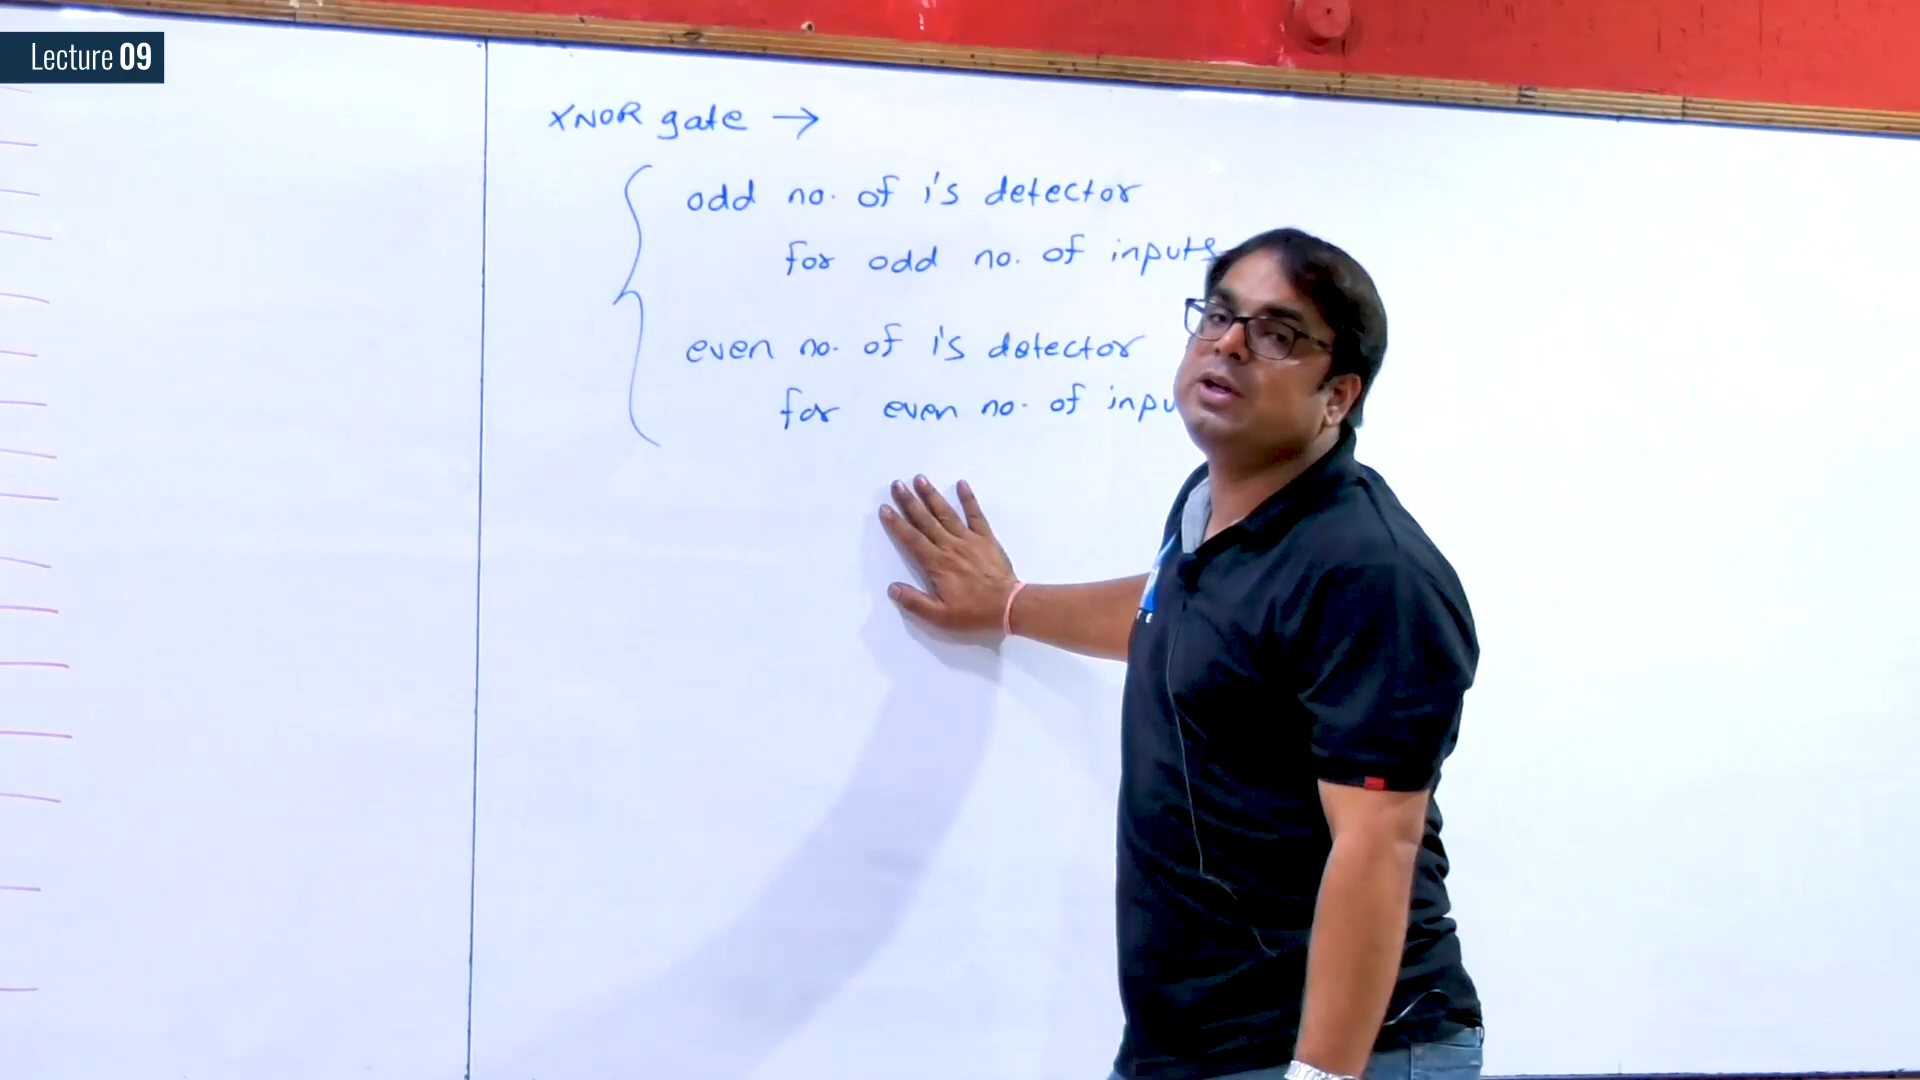 Lecture 09
XNOR gate →
odd no. of 1's detector
for odd no. of inputs
even no. of 1's detector
for even no. of inpu